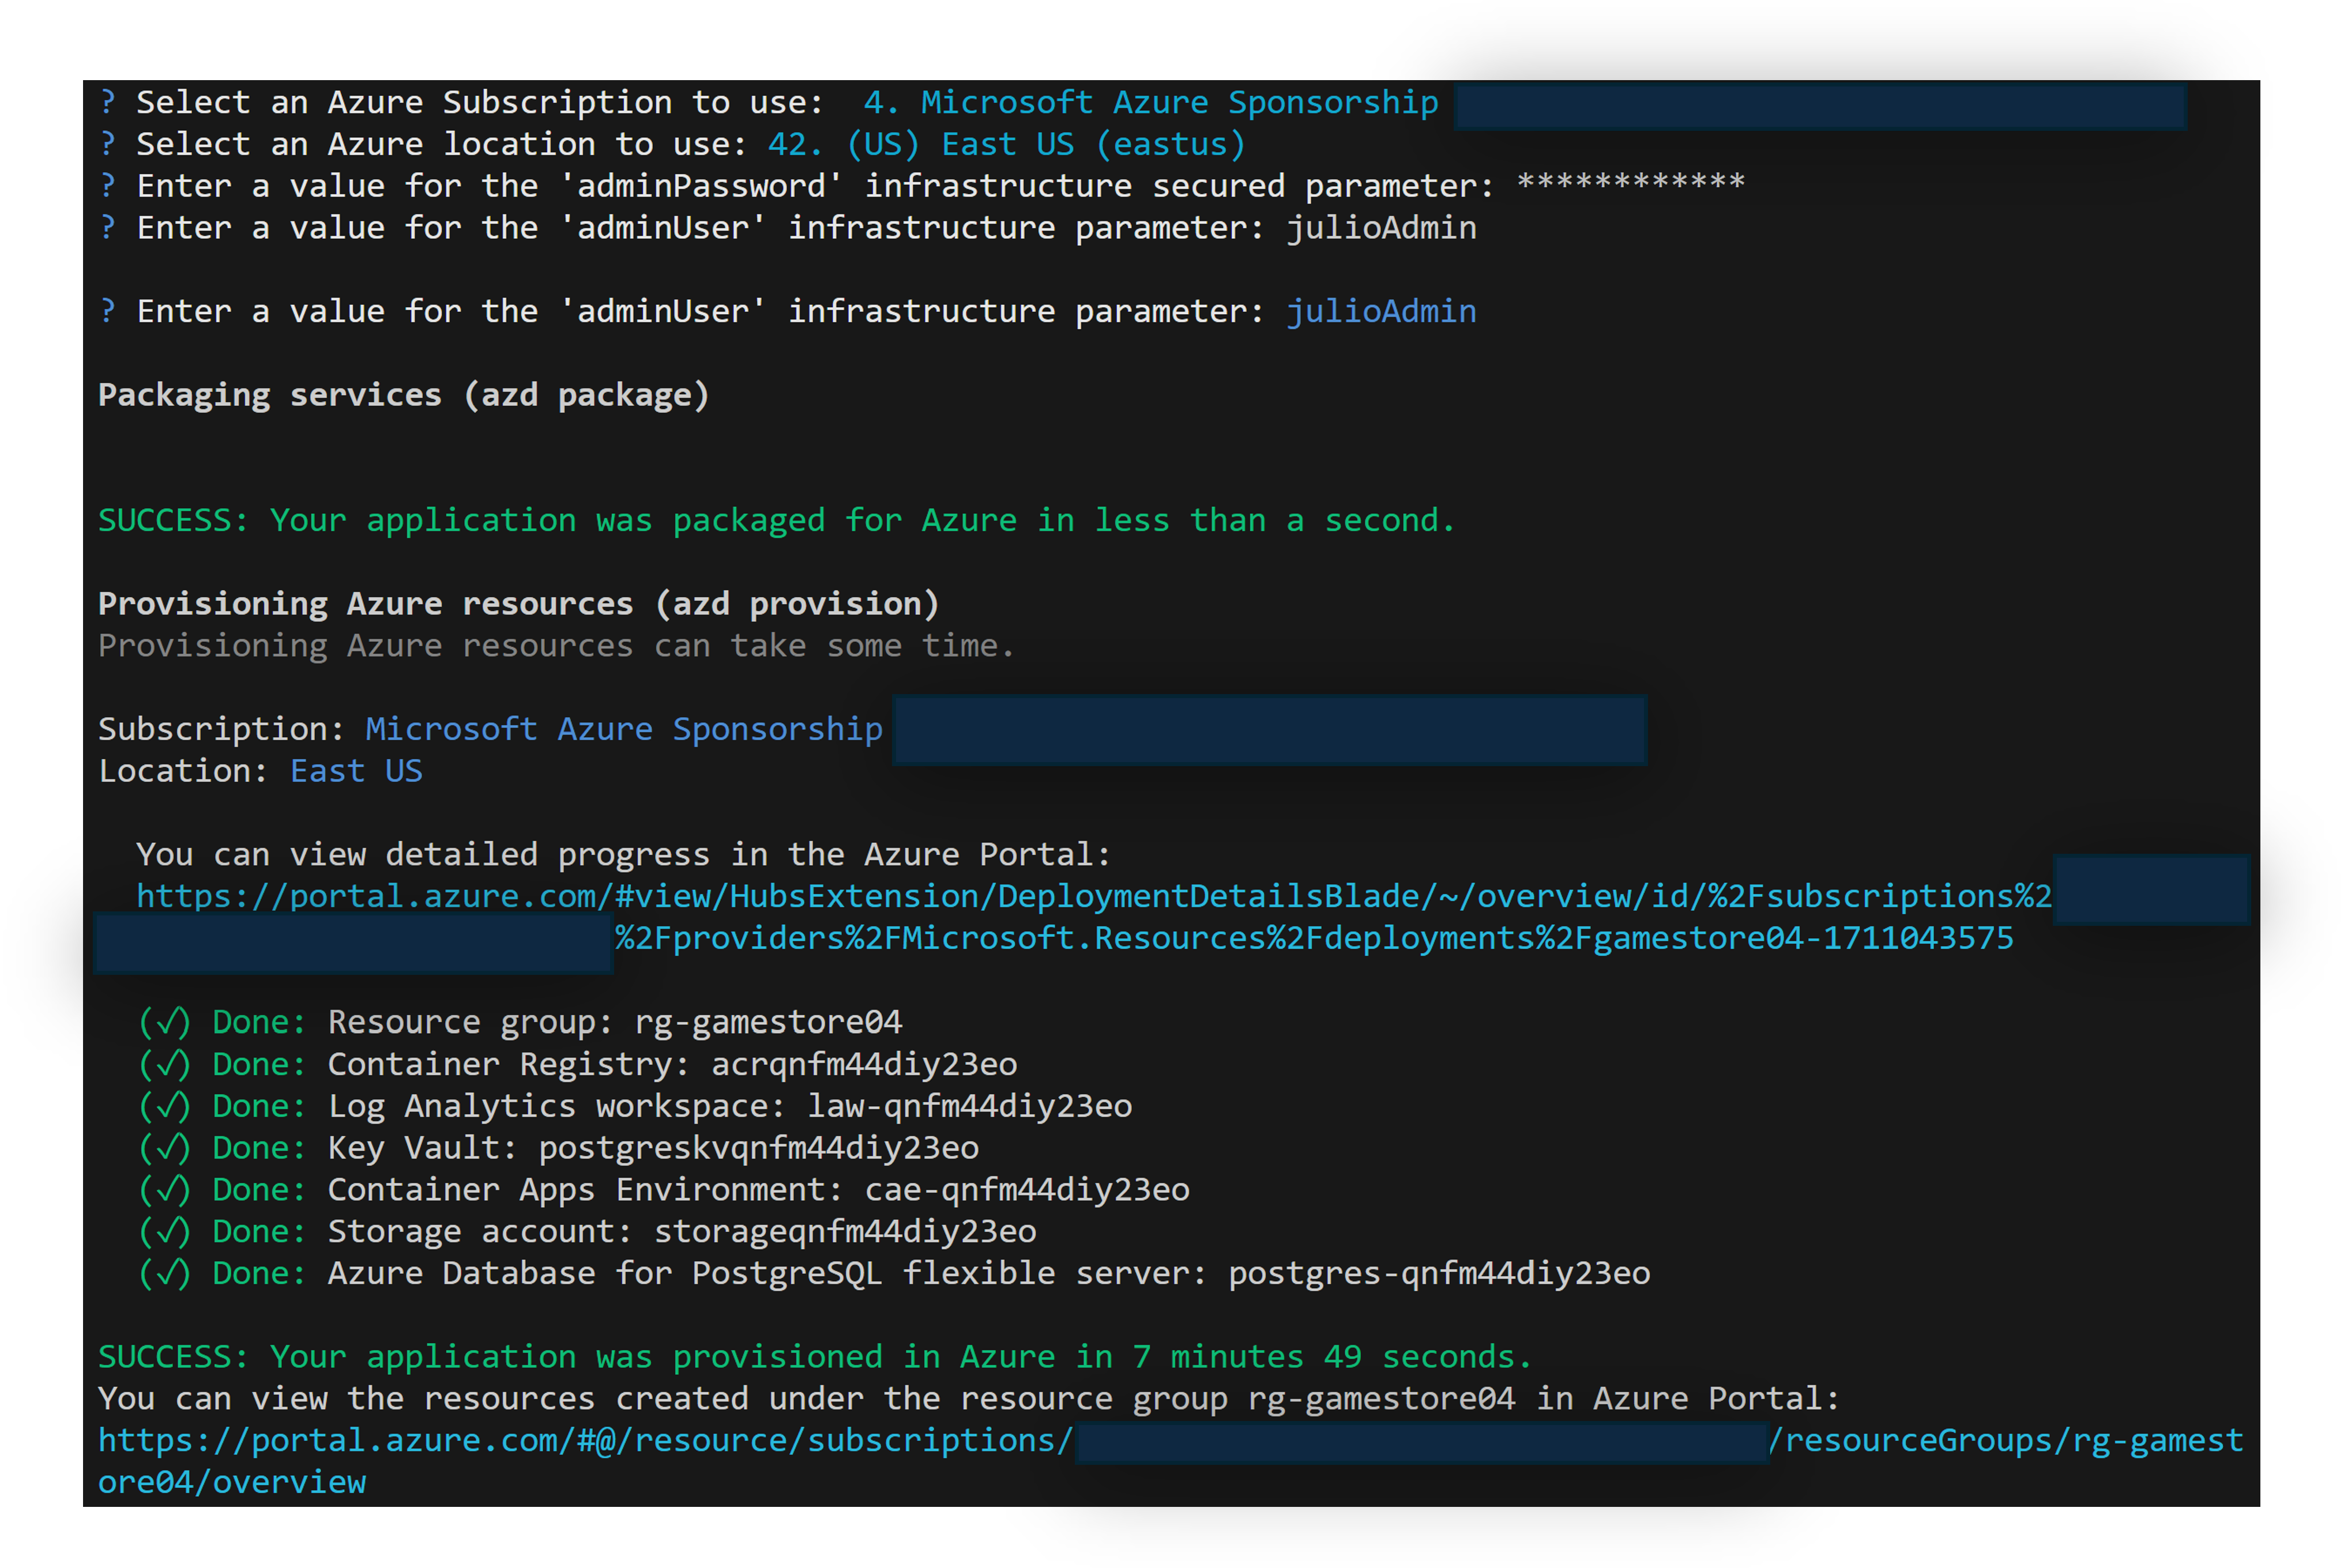 ? Select an Azure Subscription to use:  4. Microsoft Azure Sponsorship
? Select an Azure location to use: 42. (US) East US (eastus)
? Enter a value for the 'adminPassword' infrastructure secured parameter: ************
? Enter a value for the 'adminUser' infrastructure parameter: julioAdmin
? Enter a value for the 'adminUser' infrastructure parameter: julioAdmin
Packaging services (azd package)
SUCCESS: Your application was packaged for Azure in less than a second.
Provisioning Azure resources (azd provision)
Provisioning Azure resources can take some time.
Subscription: Microsoft Azure Sponsorship
Location: East US
You can view detailed progress in the Azure Portal:
https://portal.azure.com/#view/HubsExtension/DeploymentDetailsBlade/~/overview/id/%2Fsubscriptions%2
%2Fproviders%2FMicrosoft.Resources%2Fdeployments%2Fgamestore04-1711043575
(✓) Done: Resource group: rg-gamestore04
(✓) Done: Container Registry: acrqnfm44diy23eo
(✓) Done: Log Analytics workspace: law-qnfm44diy23eo
(✓) Done: Key Vault: postgreskvqnfm44diy23eo
(✓) Done: Container Apps Environment: cae-qnfm44diy23eo
(✓) Done: Storage account: storageqnfm44diy23eo
(✓) Done: Azure Database for PostgreSQL flexible server: postgres-qnfm44diy23eo
SUCCESS: Your application was provisioned in Azure in 7 minutes 49 seconds.
You can view the resources created under the resource group rg-gamestore04 in Azure Portal:
https://portal.azure.com/#@/resource/subscriptions/ /resourceGroups/rg-gamest
ore04/overview